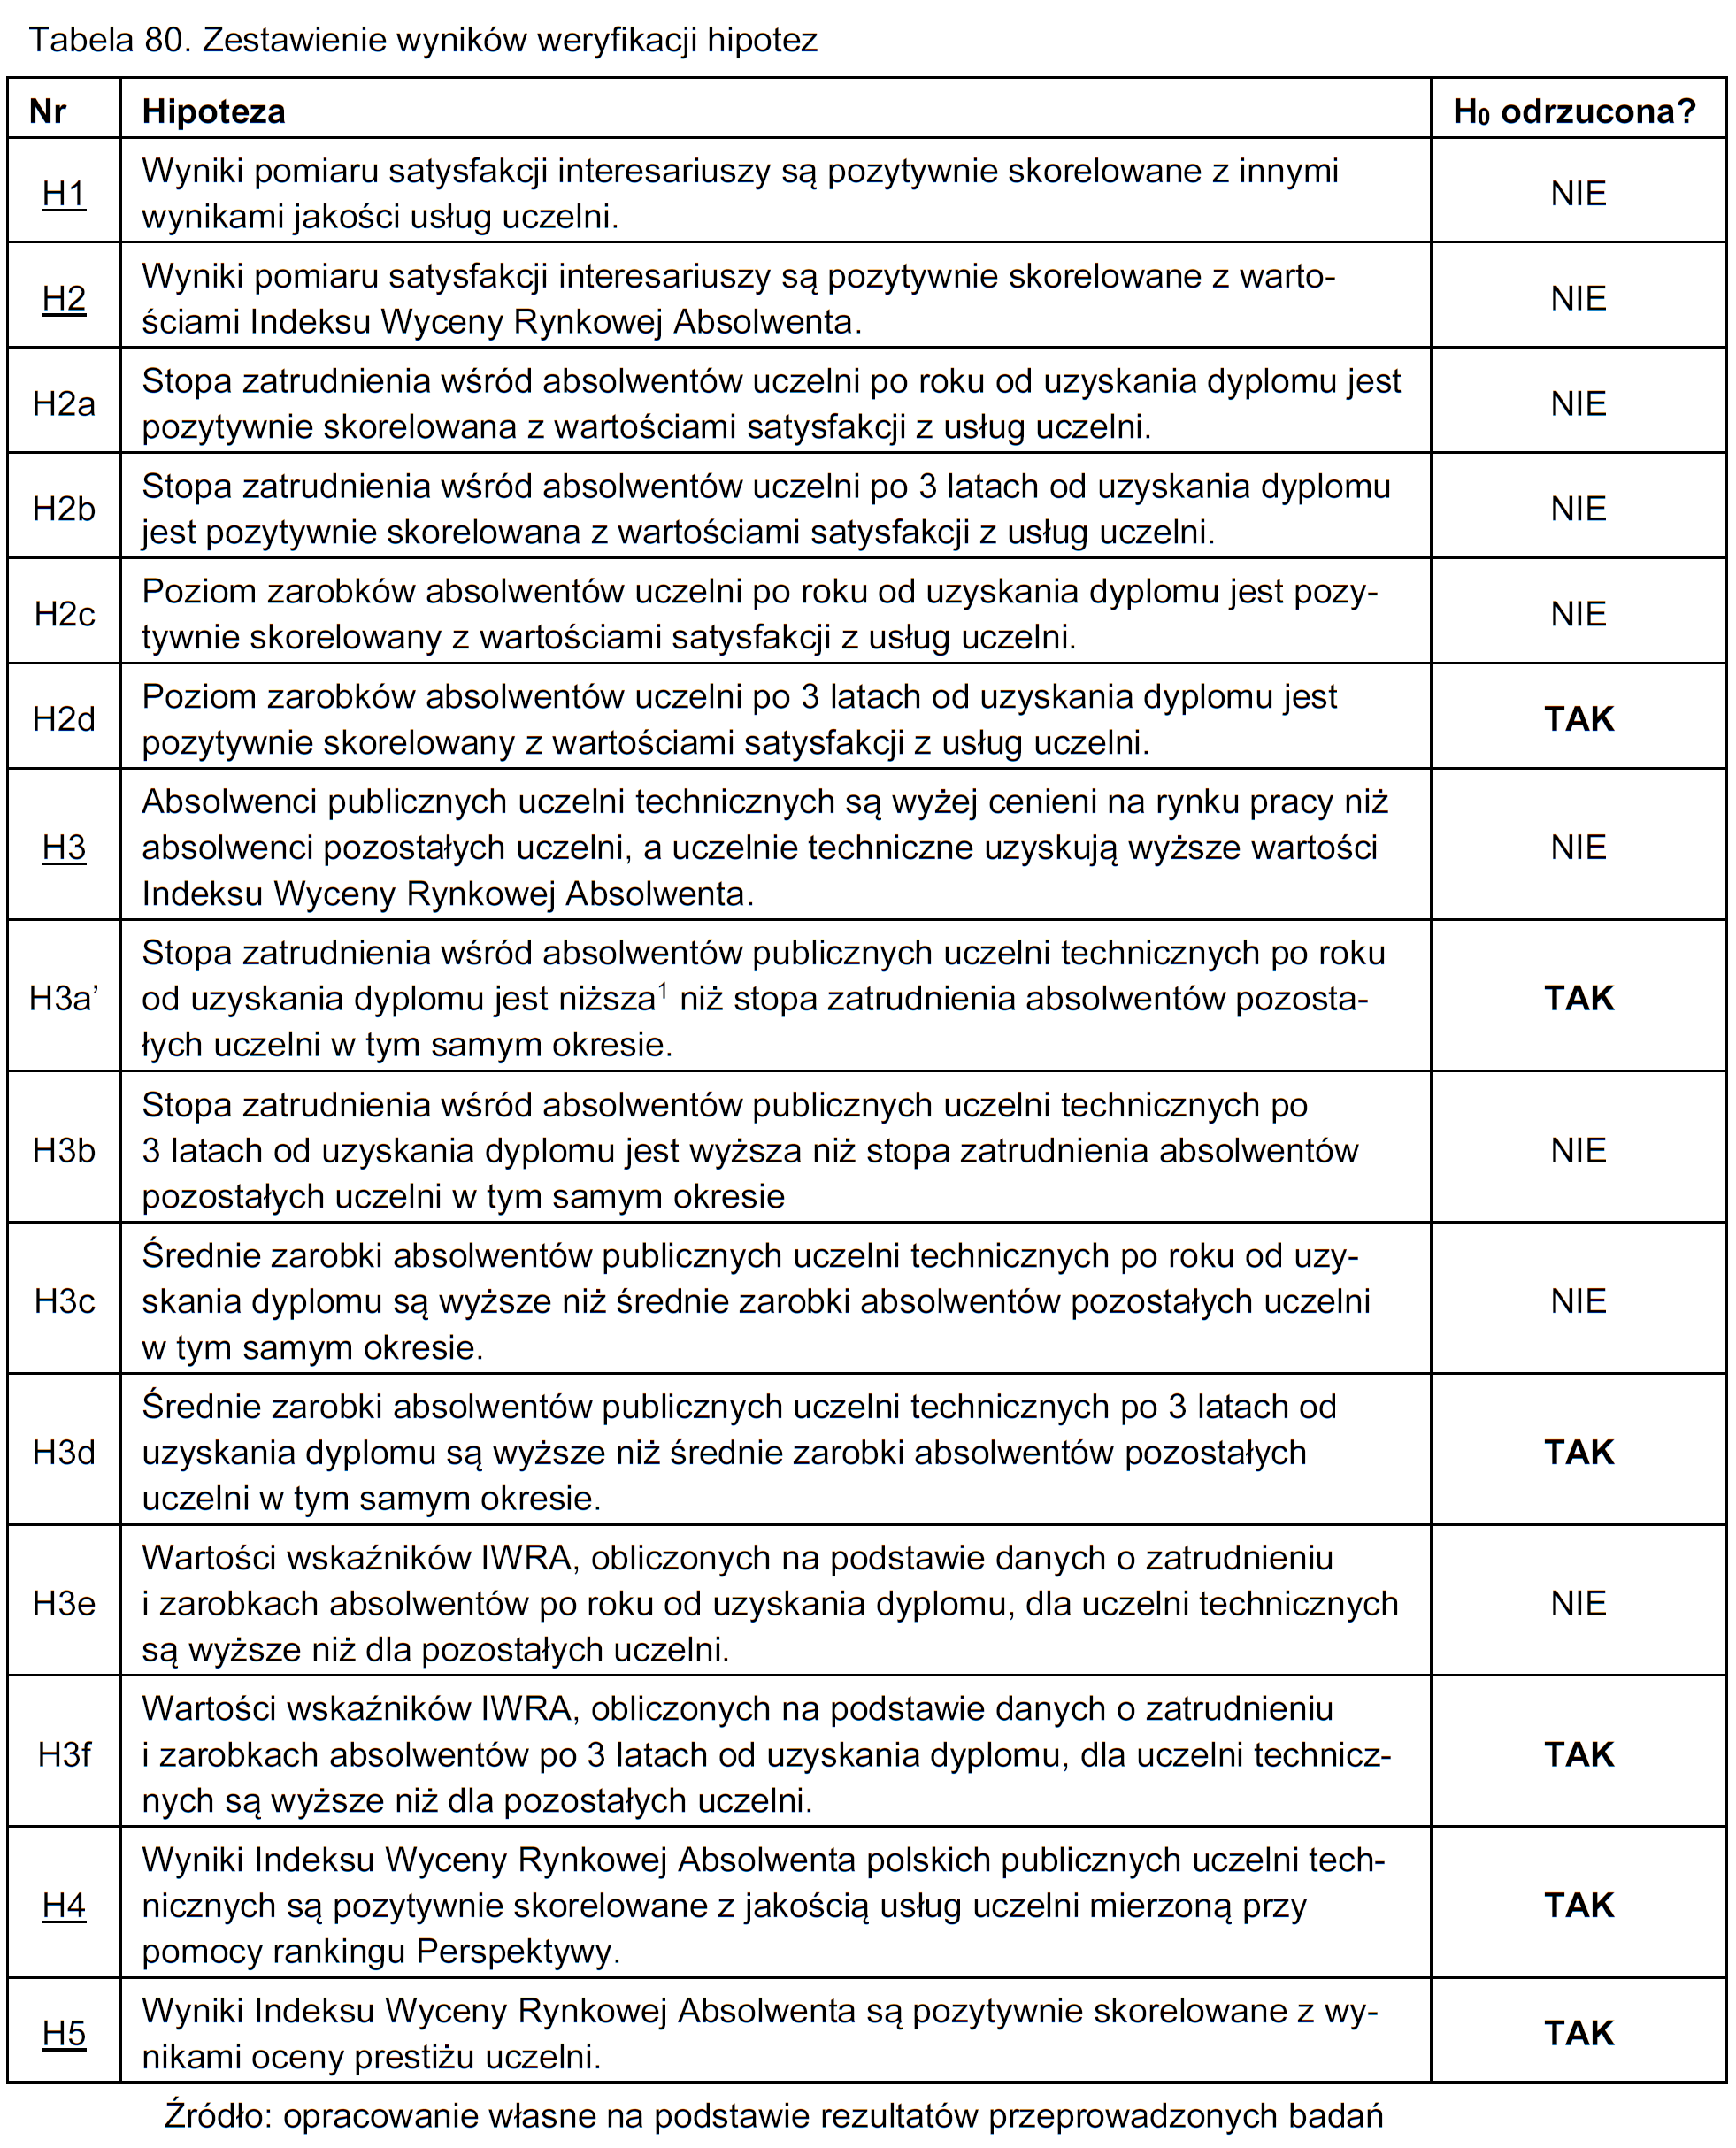 Tabela 80. Zestawienie wyników weryfikacji hipotez
Nr Hipoteza H₀ odrzucona?
H1 Wyniki pomiaru satysfakcji interesariuszy są pozytywnie skorelowane z innymi
wynikami jakości usług uczelni. NIE
H2 Wyniki pomiaru satysfakcji interesariuszy są pozytywnie skorelowane z warto-
ściami Indeksu Wyceny Rynkowej Absolwenta. NIE
H2a Stopa zatrudnienia wśród absolwentów uczelni po roku od uzyskania dyplomu jest
pozytywnie skorelowana z wartościami satysfakcji z usług uczelni. NIE
H2b Stopa zatrudnienia wśród absolwentów uczelni po 3 latach od uzyskania dyplomu
jest pozytywnie skorelowana z wartościami satysfakcji z usług uczelni. NIE
H2c Poziom zarobków absolwentów uczelni po roku od uzyskania dyplomu jest pozy-
tywnie skorelowany z wartościami satysfakcji z usług uczelni. NIE
H2d Poziom zarobków absolwentów uczelni po 3 latach od uzyskania dyplomu jest
pozytywnie skorelowany z wartościami satysfakcji z usług uczelni. TAK
Absolwenci publicznych uczelni technicznych są wyżej cenieni na rynku pracy niż
H3 absolwenci pozostałych uczelni, a uczelnie techniczne uzyskują wyższe wartości NIE
Indeksu Wyceny Rynkowej Absolwenta.
Stopa zatrudnienia wśród absolwentów publicznych uczelni technicznych po roku
H3a’ od uzyskania dyplomu jest niższa¹ niż stopa zatrudnienia absolwentów pozosta- TAK
łych uczelni w tym samym okresie.
Stopa zatrudnienia wśród absolwentów publicznych uczelni technicznych po
H3b 3 latach od uzyskania dyplomu jest wyższa niż stopa zatrudnienia absolwentów NIE
pozostałych uczelni w tym samym okresie
Średnie zarobki absolwentów publicznych uczelni technicznych po roku od uzy-
H3c skania dyplomu są wyższe niż średnie zarobki absolwentów pozostałych uczelni NIE
w tym samym okresie.
Średnie zarobki absolwentów publicznych uczelni technicznych po 3 latach od
H3d uzyskania dyplomu są wyższe niż średnie zarobki absolwentów pozostałych TAK
uczelni w tym samym okresie.
Wartości wskaźników IWRA, obliczonych na podstawie danych o zatrudnieniu
H3e i zarobkach absolwentów po roku od uzyskania dyplomu, dla uczelni technicznych NIE
są wyższe niż dla pozostałych uczelni.
Wartości wskaźników IWRA, obliczonych na podstawie danych o zatrudnieniu
H3f i zarobkach absolwentów po 3 latach od uzyskania dyplomu, dla uczelni technicz- TAK
nych są wyższe niż dla pozostałych uczelni.
Wyniki Indeksu Wyceny Rynkowej Absolwenta polskich publicznych uczelni tech-
H4 nicznych są pozytywnie skorelowane z jakością usług uczelni mierzoną przy TAK
pomocy rankingu Perspektywy.
H5 Wyniki Indeksu Wyceny Rynkowej Absolwenta są pozytywnie skorelowane z wy-
nikami oceny prestiżu uczelni. TAK
Źródło: opracowanie własne na podstawie rezultatów przeprowadzonych badań